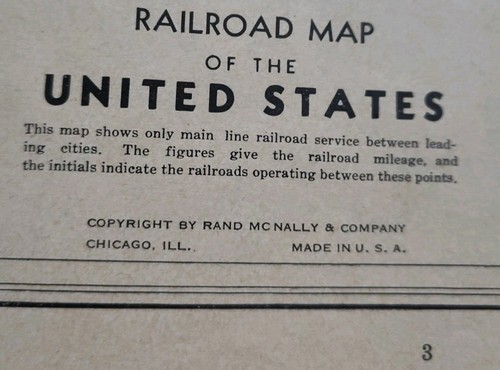 RAILROAD MAP
OF THE
UNITED STATES
This map shows only main line railroad service between lead-
ing cities. The figures give the railroad mileage, and
the initials indicate the railroads operating between these points.
COPYRIGHT BY RAND MCNALLY & COMPANY
CHICAGO, ILL. MADE IN U. S. A.
3